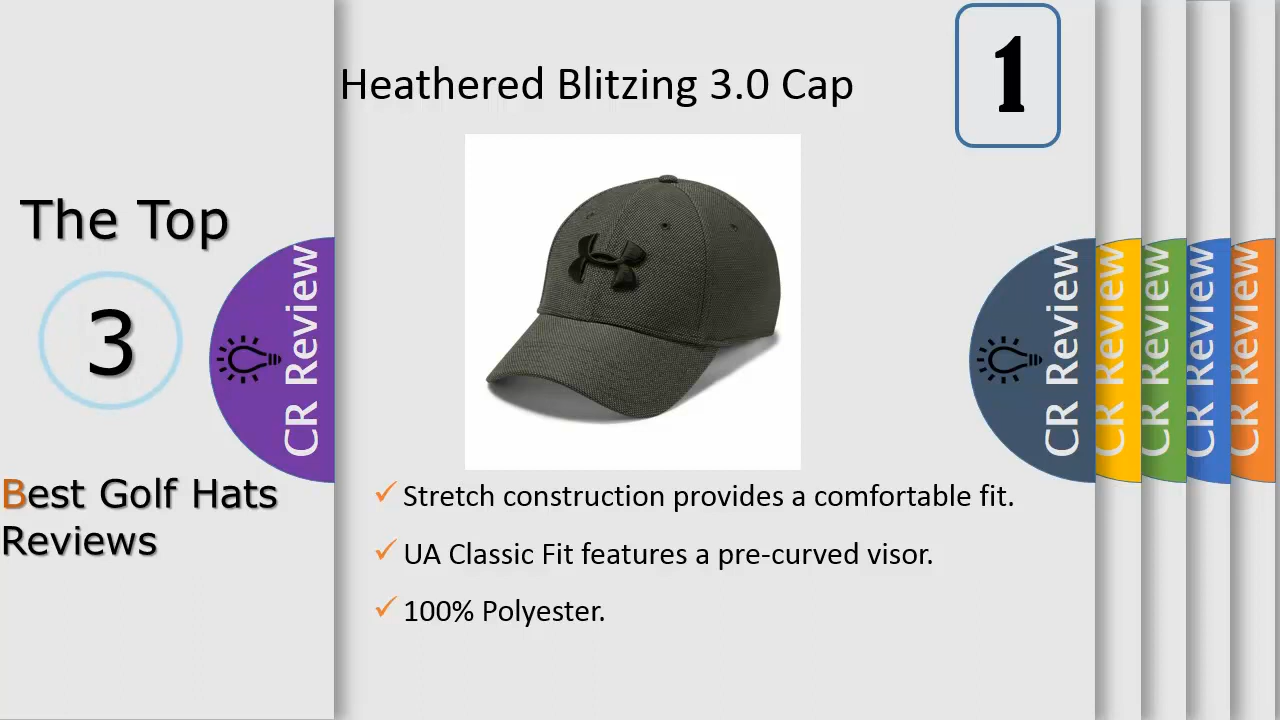 Heathered Blitzing 3.0 Cap
1
The Top
3
Best Golf Hats
Reviews
CR Review
Stretch construction provides a comfortable fit.
UA Classic Fit features a pre-curved visor.
100% Polyester.
CR Review
CR Review
CR Review
CR Review
CR Review